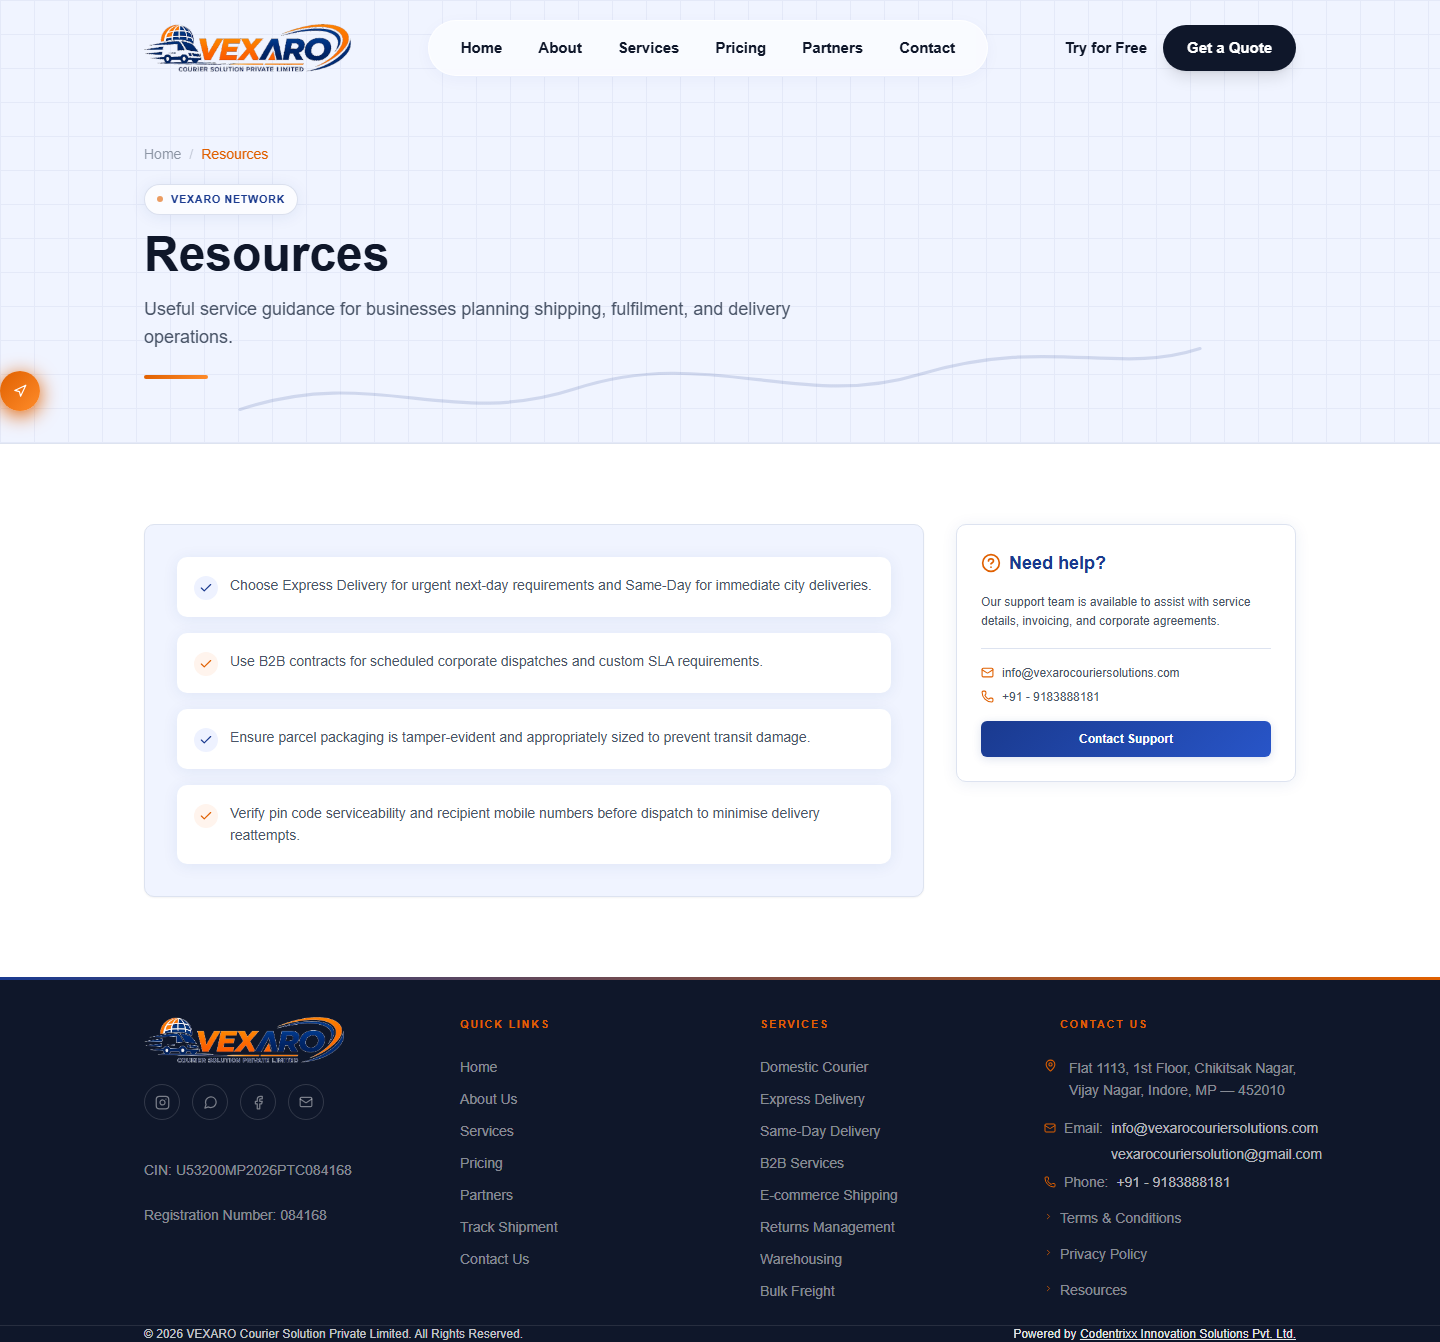 VEXARO
COURIER SOLUTION PRIVATE LIMITED
Home
About
Services
Pricing
Partners
Contact
Try for Free
Get a Quote
Home / Resources
VEXARO NETWORK
Resources
Useful service guidance for businesses planning shipping, fulfilment, and delivery
operations.
Choose Express Delivery for urgent next-day requirements and Same-Day for immediate city deliveries.
Use B2B contracts for scheduled corporate dispatches and custom SLA requirements.
Ensure parcel packaging is tamper-evident and appropriately sized to prevent transit damage.
Verify pin code serviceability and recipient mobile numbers before dispatch to minimise delivery
reattempts.
Need help?
Our support team is available to assist with service
details, invoicing, and corporate agreements.
info@vexarocouriersolutions.com
+91 - 9183888181
Contact Support
VEXARO
COURIER SOLUTION PRIVATE LIMITED
CIN: U53200MP2026PTC084168
Registration Number: 084168
QUICK LINKS
Home
About Us
Services
Pricing
Partners
Track Shipment
Contact Us
SERVICES
Domestic Courier
Express Delivery
Same-Day Delivery
B2B Services
E-commerce Shipping
Returns Management
Warehousing
Bulk Freight
CONTACT US
Flat 1113, 1st Floor, Chikitsak Nagar,
Vijay Nagar, Indore, MP — 452010
Email: info@vexarocouriersolutions.com
vexarocouriersolution@gmail.com
Phone: +91 - 9183888181
Terms & Conditions
Privacy Policy
Resources
© 2026 VEXARO Courier Solution Private Limited. All Rights Reserved.
Powered by Codentrixx Innovation Solutions Pvt. Ltd.